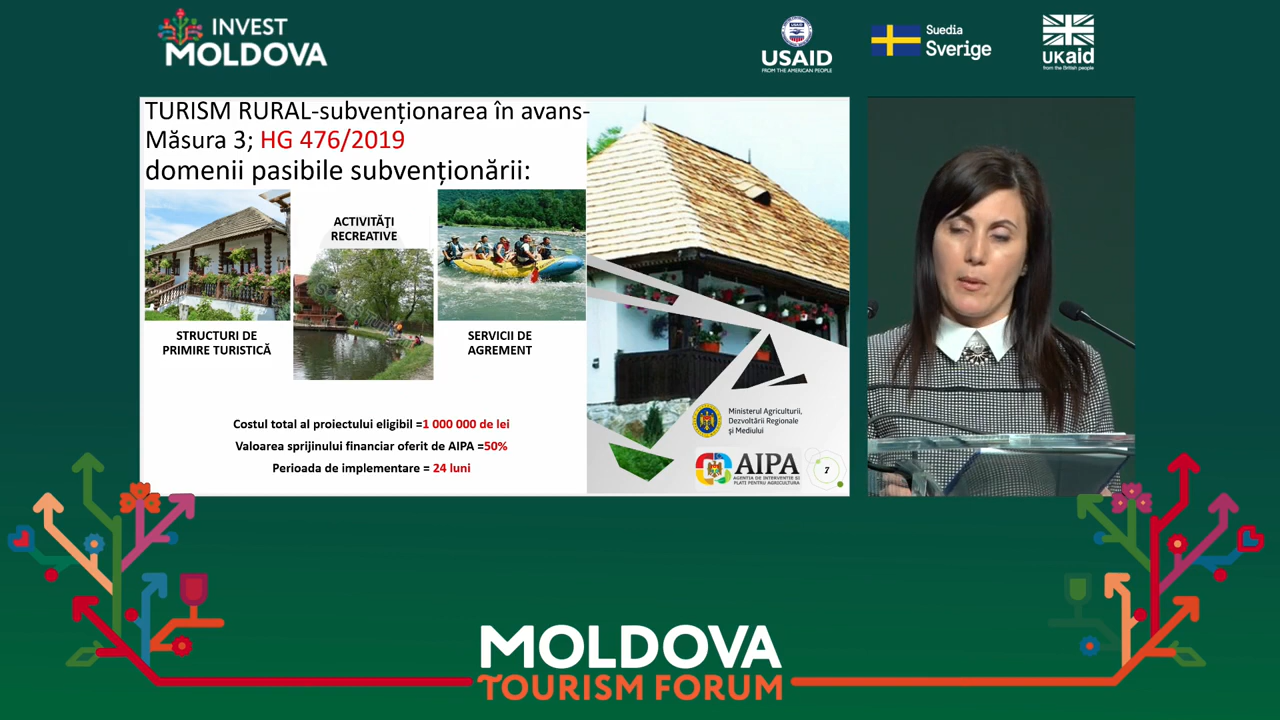 INVEST
MOLDOVA
USAID
FROM THE AMERICAN PEOPLE
Suedia
Sverige
UKaid
from the British people
TURISM RURAL-subvenționarea în avans-
Măsura 3; HG 476/2019
domenii pasibile subvenționării:
ACTIVITĂŢI
RECREATIVE
STRUCTURI DE
PRIMIRE TURISTICĂ
SERVICII DE
AGREMENT
Costul total al proiectului eligibil =1 000 000 de lei
Valoarea sprijinului financiar oferit de AIPA =50%
Perioada de implementare = 24 luni
Ministerul Agriculturii,
Dezvoltării Regionale
și Mediului
AIPA
AGENȚIA DE INTERVENȚIE ȘI
PLĂȚI PENTRU AGRICULTURĂ
7
MOLDOVA
TOURISM FORUM